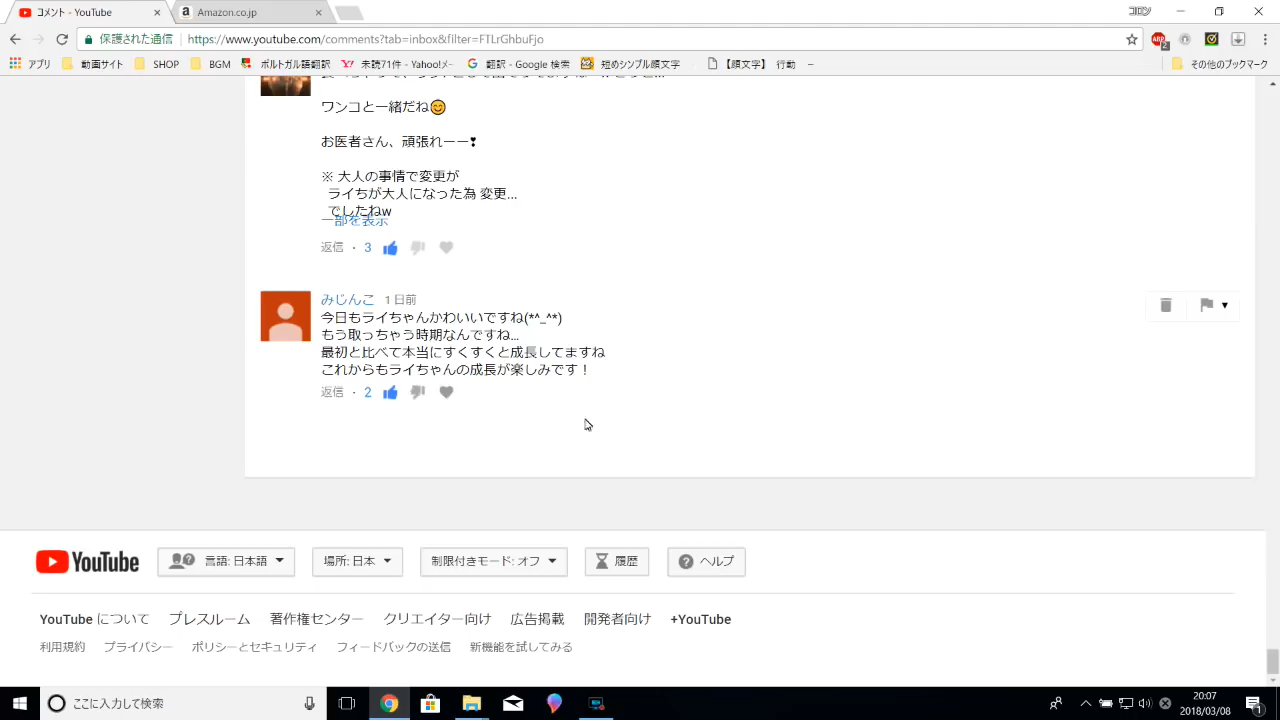 コメント - YouTube
Amazon.co.jp
保護された通信
https://www.youtube.com/comments?tab=inbox&filter=FTLrGhbuFjo
アプリ 動画サイト SHOP BGM ポルトガル語翻訳 未読71件 - Yahoo!メー 翻訳 - Google 検索 短めシンプル顔文字 【顔文字】 行動 – その他のブックマーク
ワンコと一緒だね😊
お医者さん、頑張れーー❣
※ 大人の事情で変更が
ライちが大人になった為 変更...
でしたねw
一部を表示
返信 · 3
みじんこ 1 日前
今日もライちゃんかわいいですね(*^_^*)
もう取っちゃう時期なんですね...
最初と比べて本当にすくすくと成長してますね
これからもライちゃんの成長が楽しみです！
返信 · 2
YouTube 言語: 日本語 場所: 日本 制限付きモード: オフ 履歴 ヘルプ
YouTube について プレスルーム 著作権センター クリエイター向け 広告掲載 開発者向け +YouTube
利用規約 プライバシー ポリシーとセキュリティ フィードバックの送信 新機能を試してみる
ここに入力して検索
20:07
2018/03/08